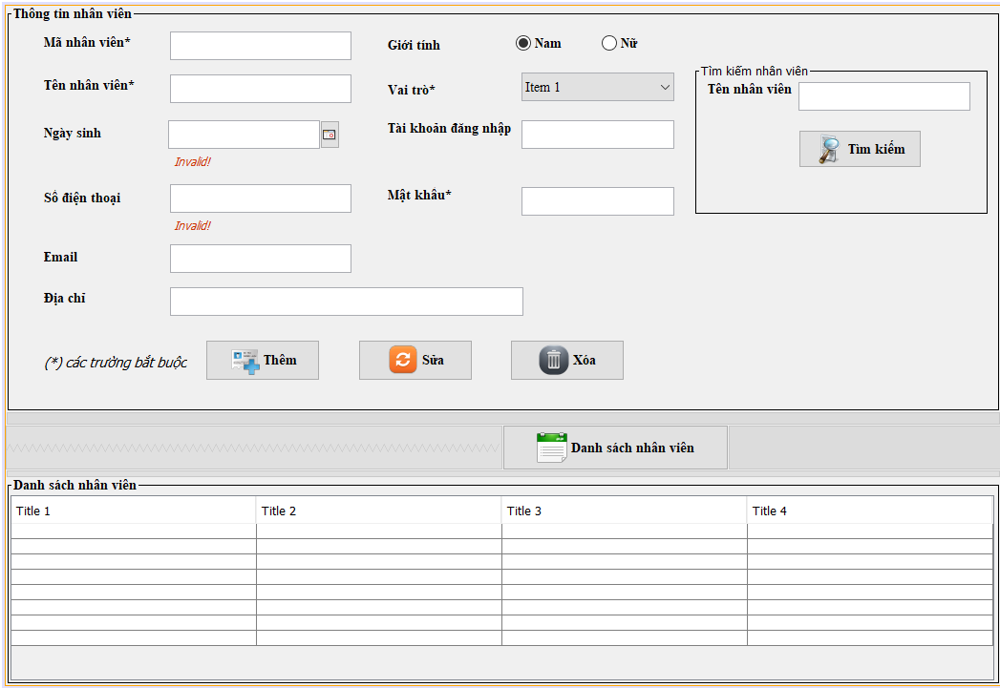 Thông tin nhân viên
Mã nhân viên*
Giới tính
Nam
Nữ
Tên nhân viên*
Vai trò*
Item 1
Tìm kiếm nhân viên
Tên nhân viên
Ngày sinh
Invalid!
Tài khoản đăng nhập
Tìm kiếm
Số điện thoại
Invalid!
Mật khẩu*
Email
Địa chỉ
(*) các trường bắt buộc
Thêm
Sửa
Xóa
Danh sách nhân viên
Danh sách nhân viên
Title 1
Title 2
Title 3
Title 4